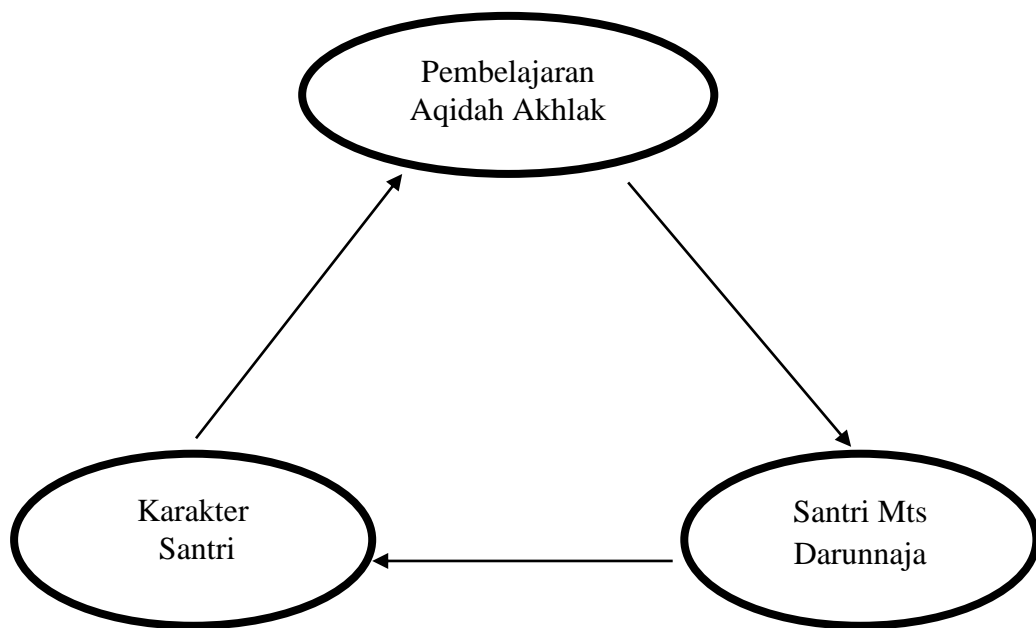 Pembelajaran
Aqidah Akhlak
Karakter
Santri
Santri Mts
Darunnaja